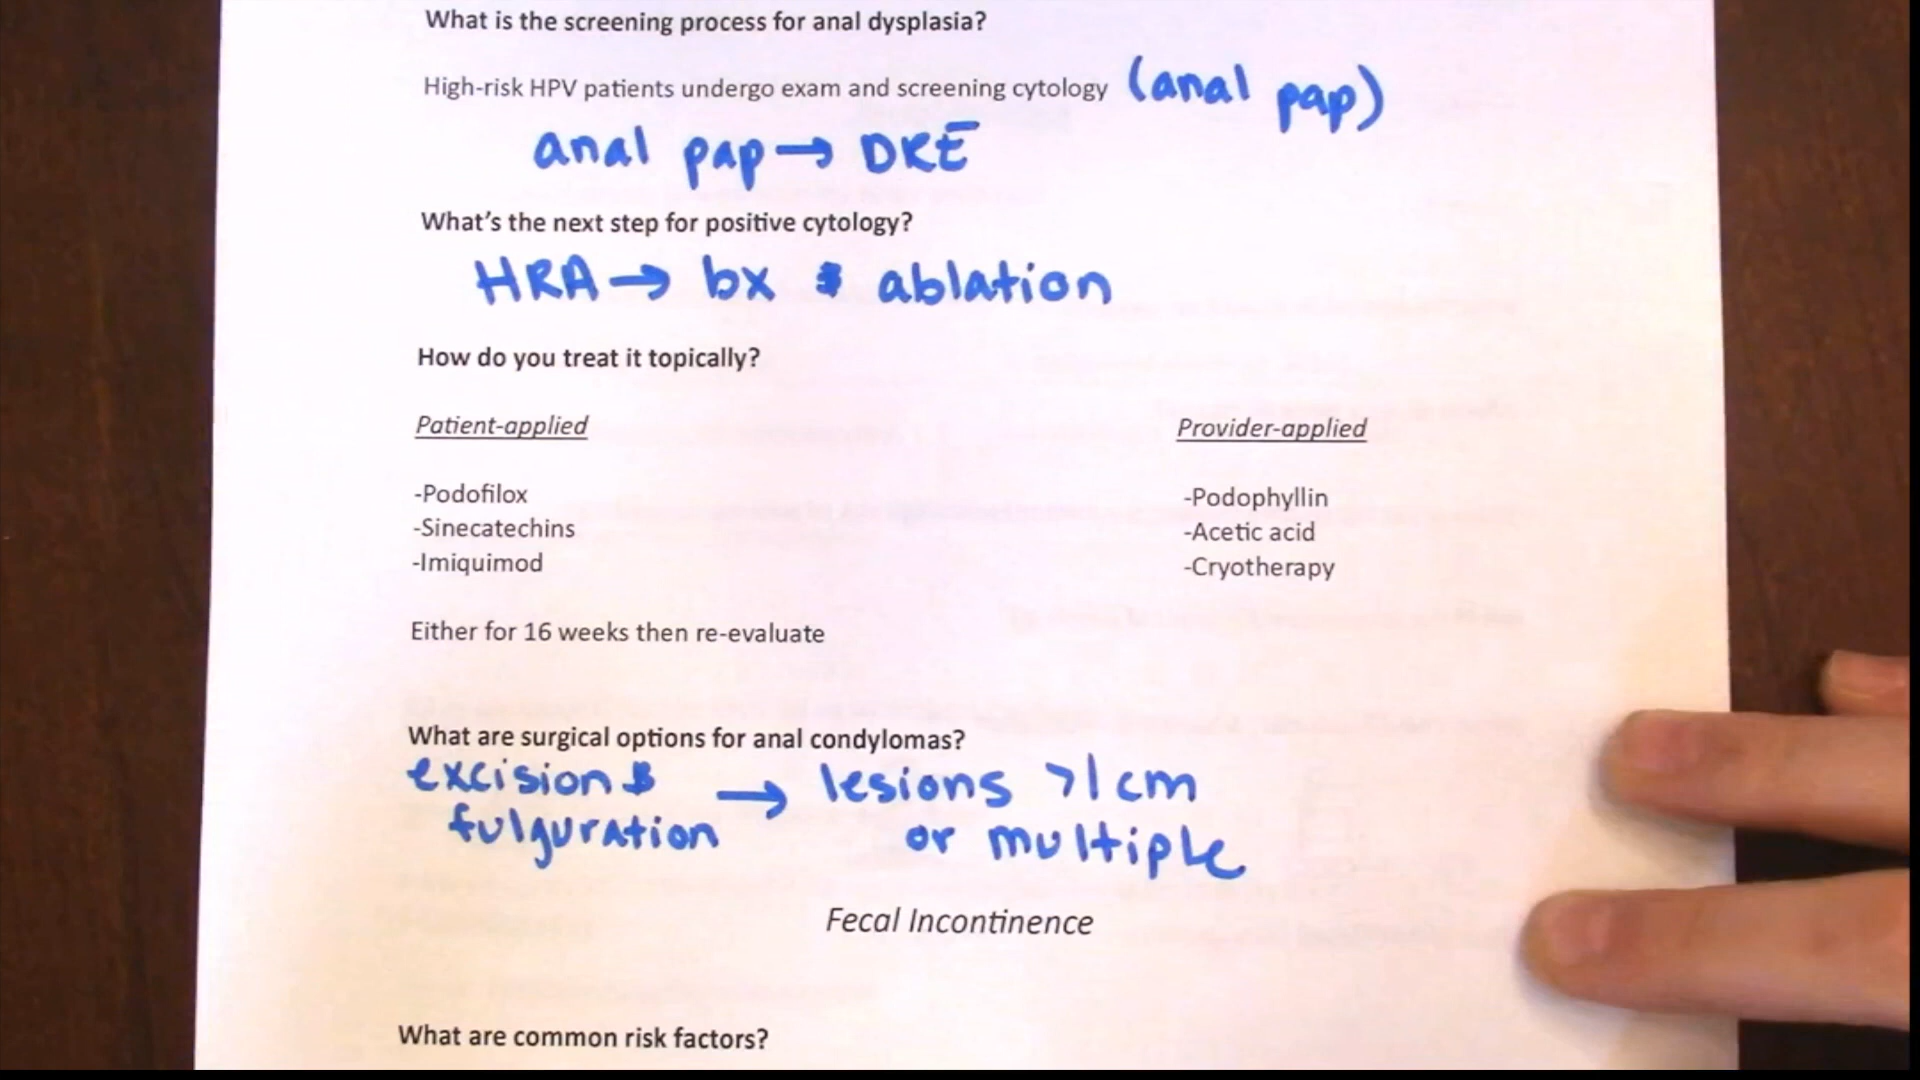 What is the screening process for anal dysplasia?
High-risk HPV patients undergo exam and screening cytology (anal pap)
anal pap → DRE
What's the next step for positive cytology?
HRA → bx & ablation
How do you treat it topically?
Patient-applied Provider-applied
-Podofilox -Podophyllin
-Sinecatechins -Acetic acid
-Imiquimod -Cryotherapy
Either for 16 weeks then re-evaluate
What are surgical options for anal condylomas?
excision & → lesions >1cm
fulguration or multiple
Fecal Incontinence
What are common risk factors?